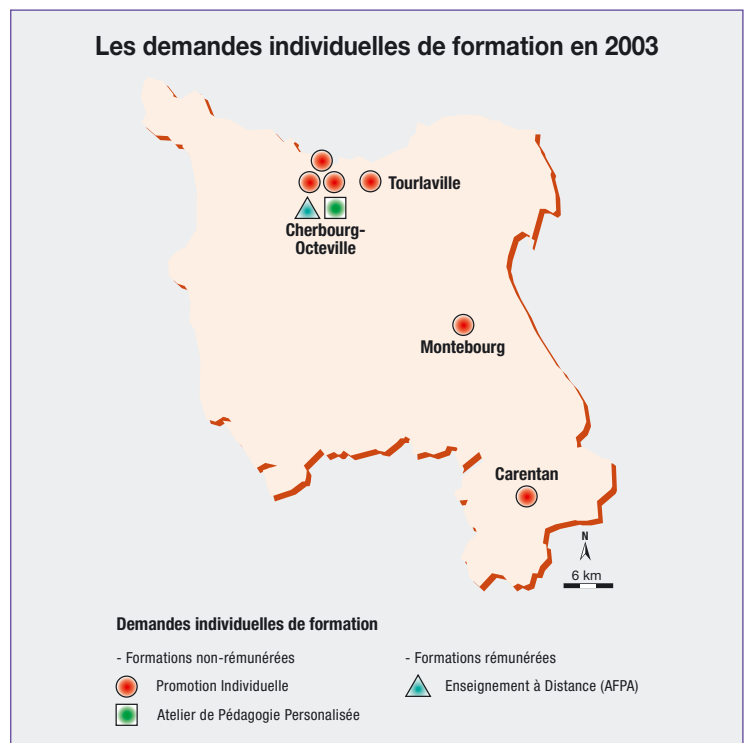 Les demandes individuelles de formation en 2003
Tourlaville
Cherbourg-
Octeville
Montebourg
Carentan
N
6 km
Demandes individuelles de formation
- Formations non-rémunérées
- Formations rémunérées
Promotion Individuelle
Enseignement à Distance (AFPA)
Atelier de Pédagogie Personalisée